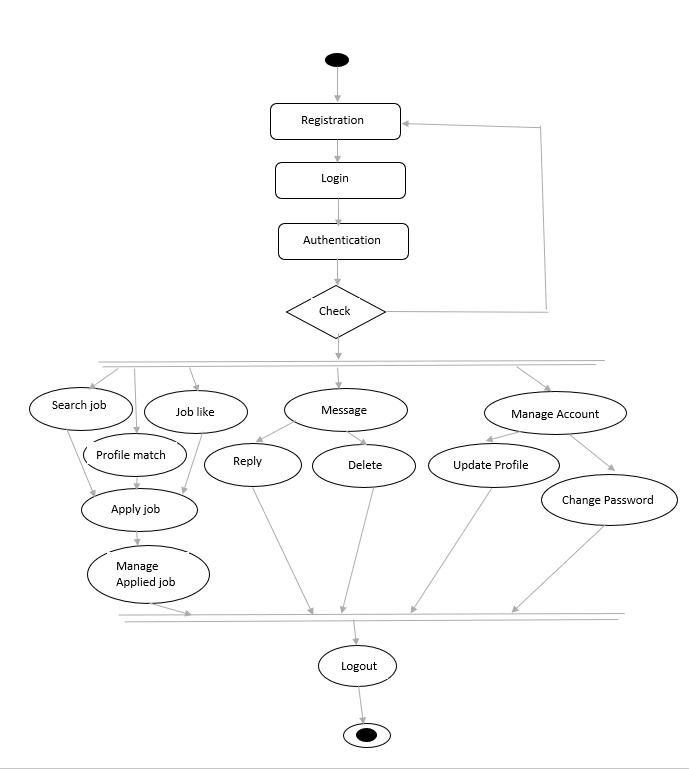 Registration
Login
Authentication
Check
Search job
Job like
Message
Manage Account
Profile match
Reply
Delete
Update Profile
Change Password
Apply job
Manage
Applied job
Logout